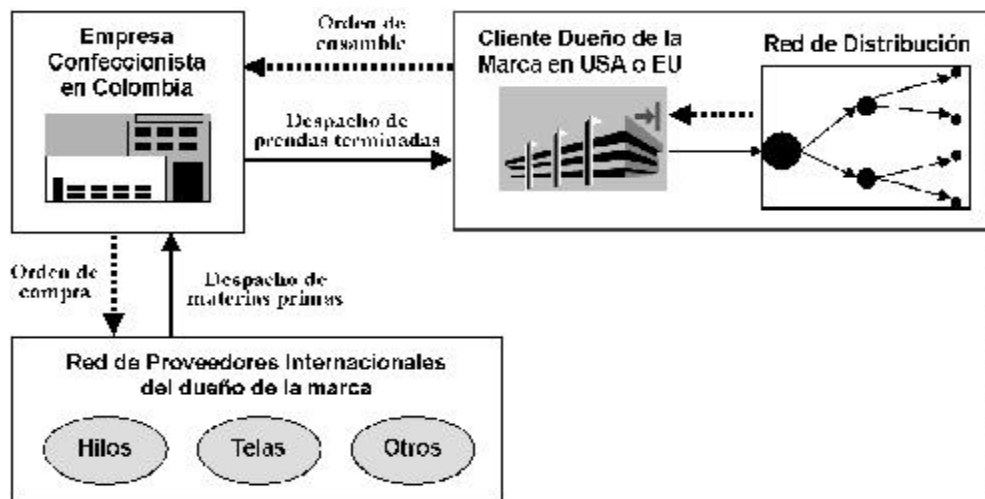 Empresa
Confeccionista
en Colombia
Orden de
ensamble
Despacho de
prendas terminadas
Cliente Dueño de la
Marca en USA o EU
Red de Distribución
Orden de
compra
Despacho de
materias primas
Red de Proveedores Internacionales
del dueño de la marca
Hilos
Telas
Otros